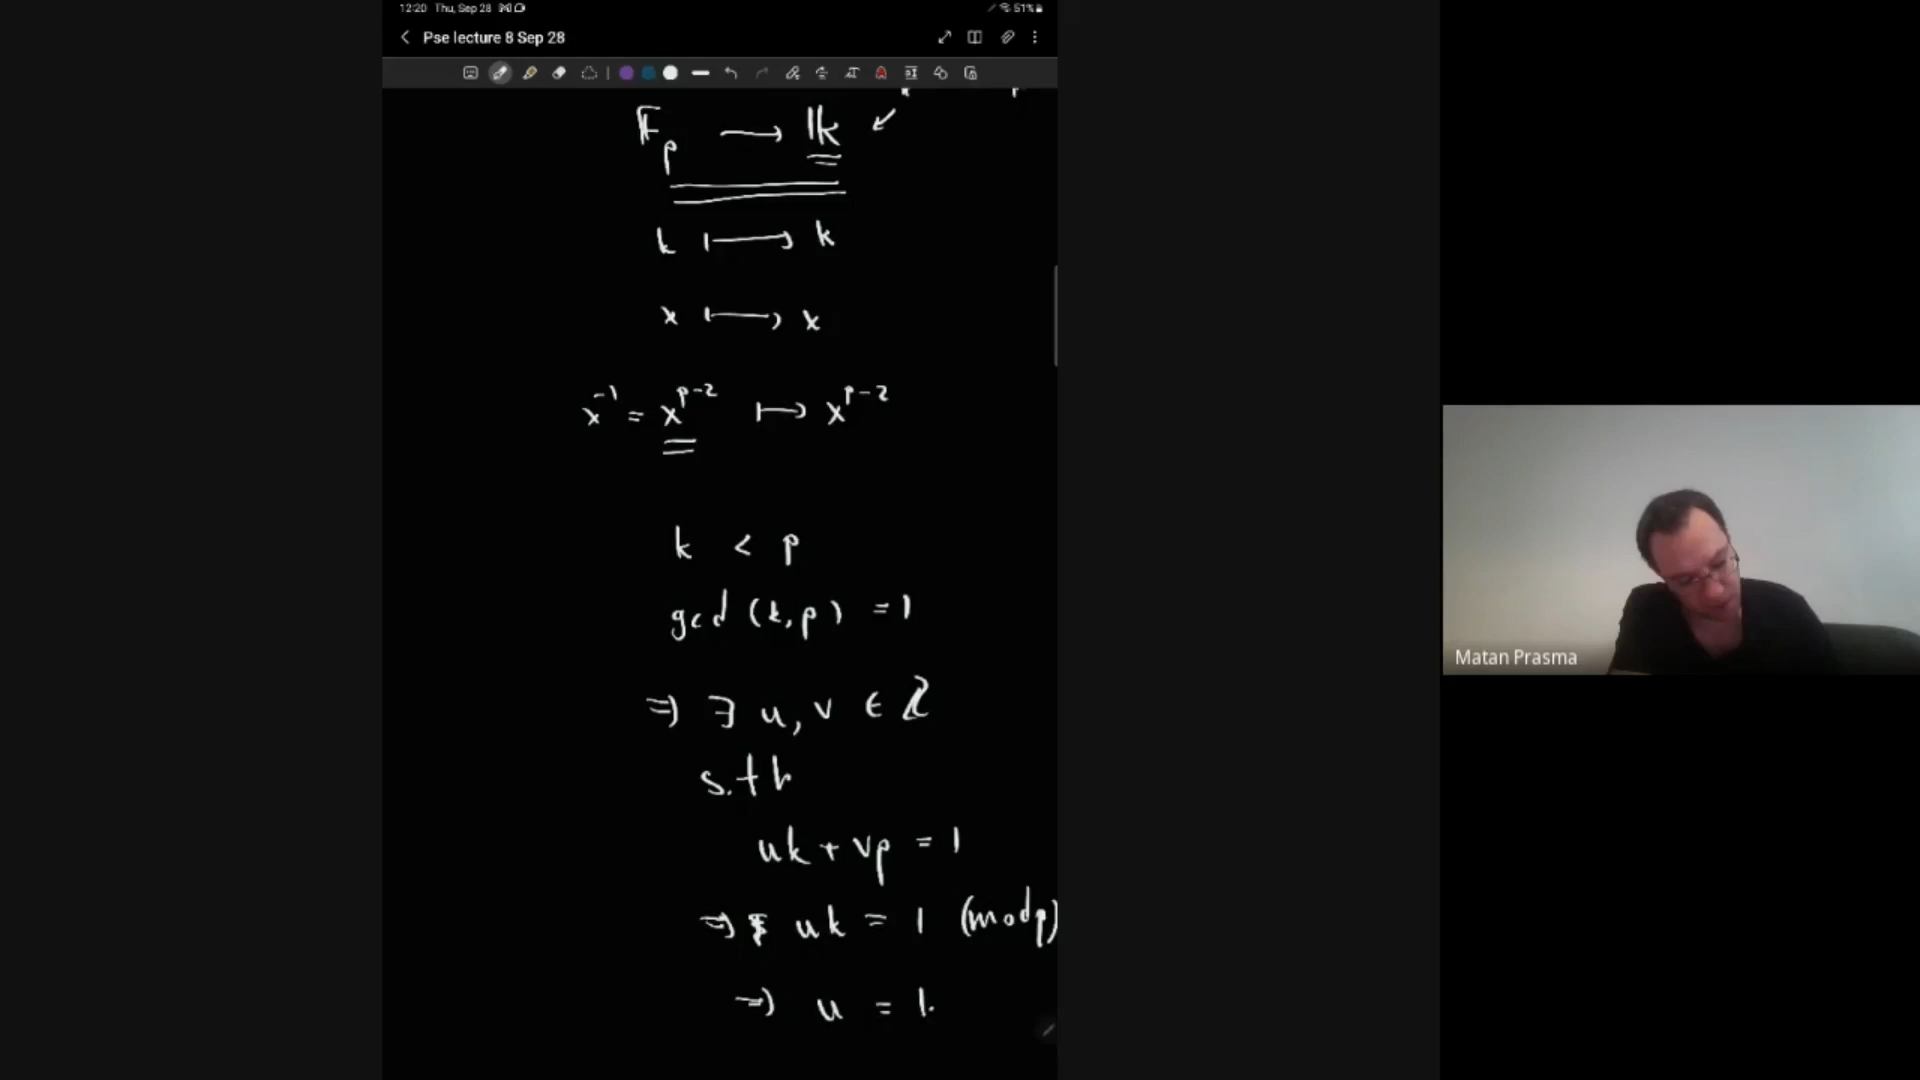 12:20 Thu, Sep 28
51%
Pse lecture 8 Sep 28
𝔽_p ⟶ 𝕜 ↙
k ⟼ k
x ⟼ x
x^{-1} = x^{p-2} ⟼ x^{p-2}
k < p
gcd (k,p) = 1
⇒ ∃ u, v ∈ ℤ
s.th
uk + vp = 1
⇒ uk = 1 (mod p)
⇒ u = k
Matan Prasma